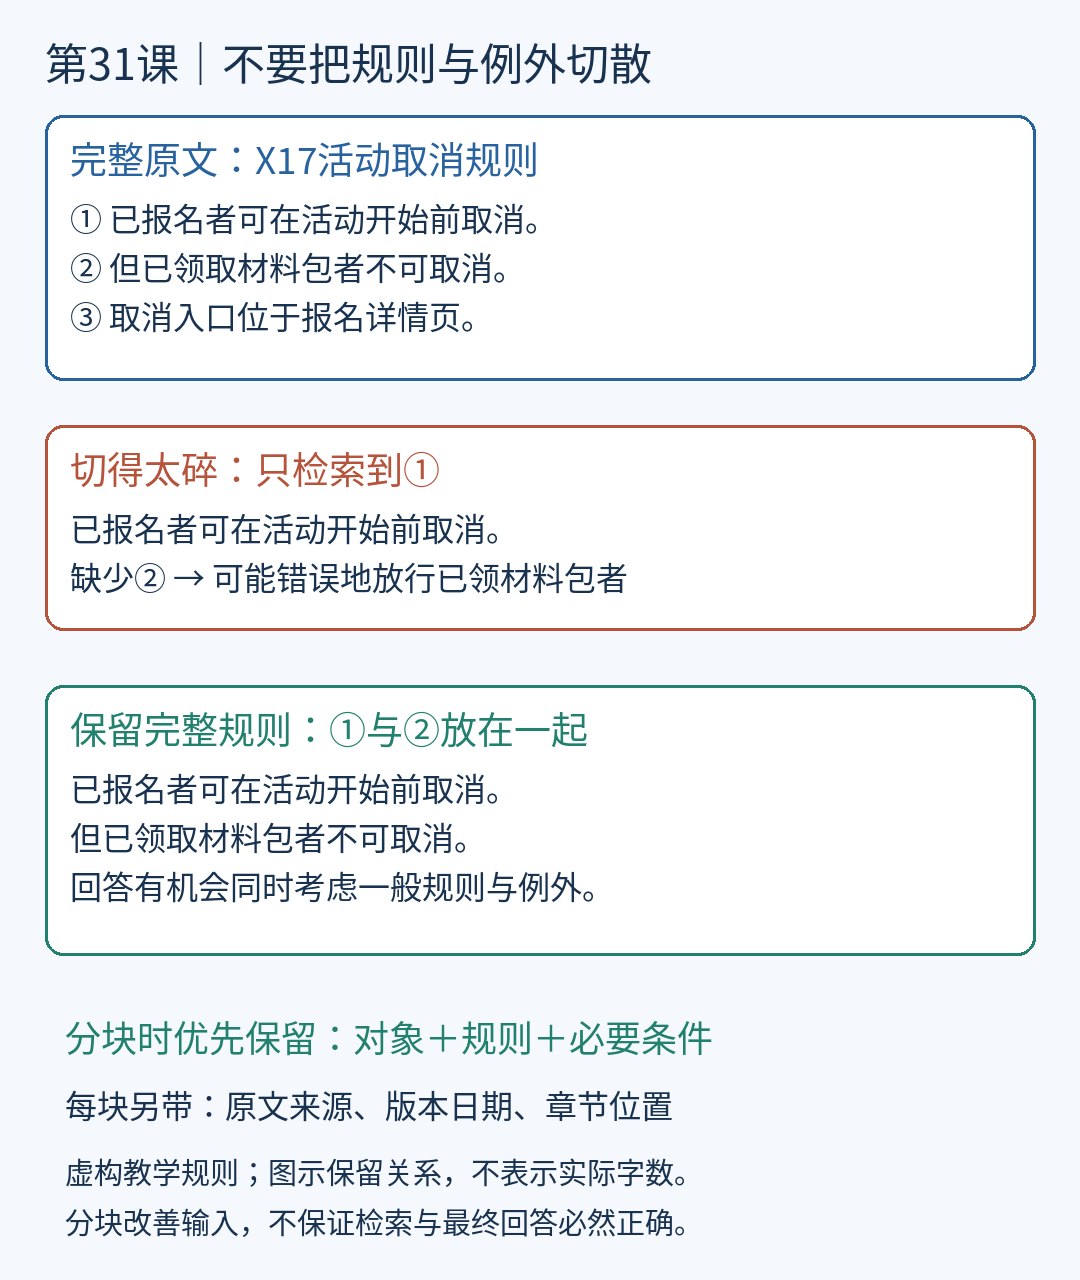 第31课｜不要把规则与例外切散
完整原文：X17活动取消规则
① 已报名者可在活动开始前取消。
② 但已领取材料包者不可取消。
③ 取消入口位于报名详情页。
切得太碎：只检索到①
已报名者可在活动开始前取消。
缺少② → 可能错误地放行已领材料包者
保留完整规则：①与②放在一起
已报名者可在活动开始前取消。
但已领取材料包者不可取消。
回答有机会同时考虑一般规则与例外。
分块时优先保留：对象＋规则＋必要条件
每块另带：原文来源、版本日期、章节位置
虚构教学规则；图示保留关系，不表示实际字数。
分块改善输入，不保证检索与最终回答必然正确。